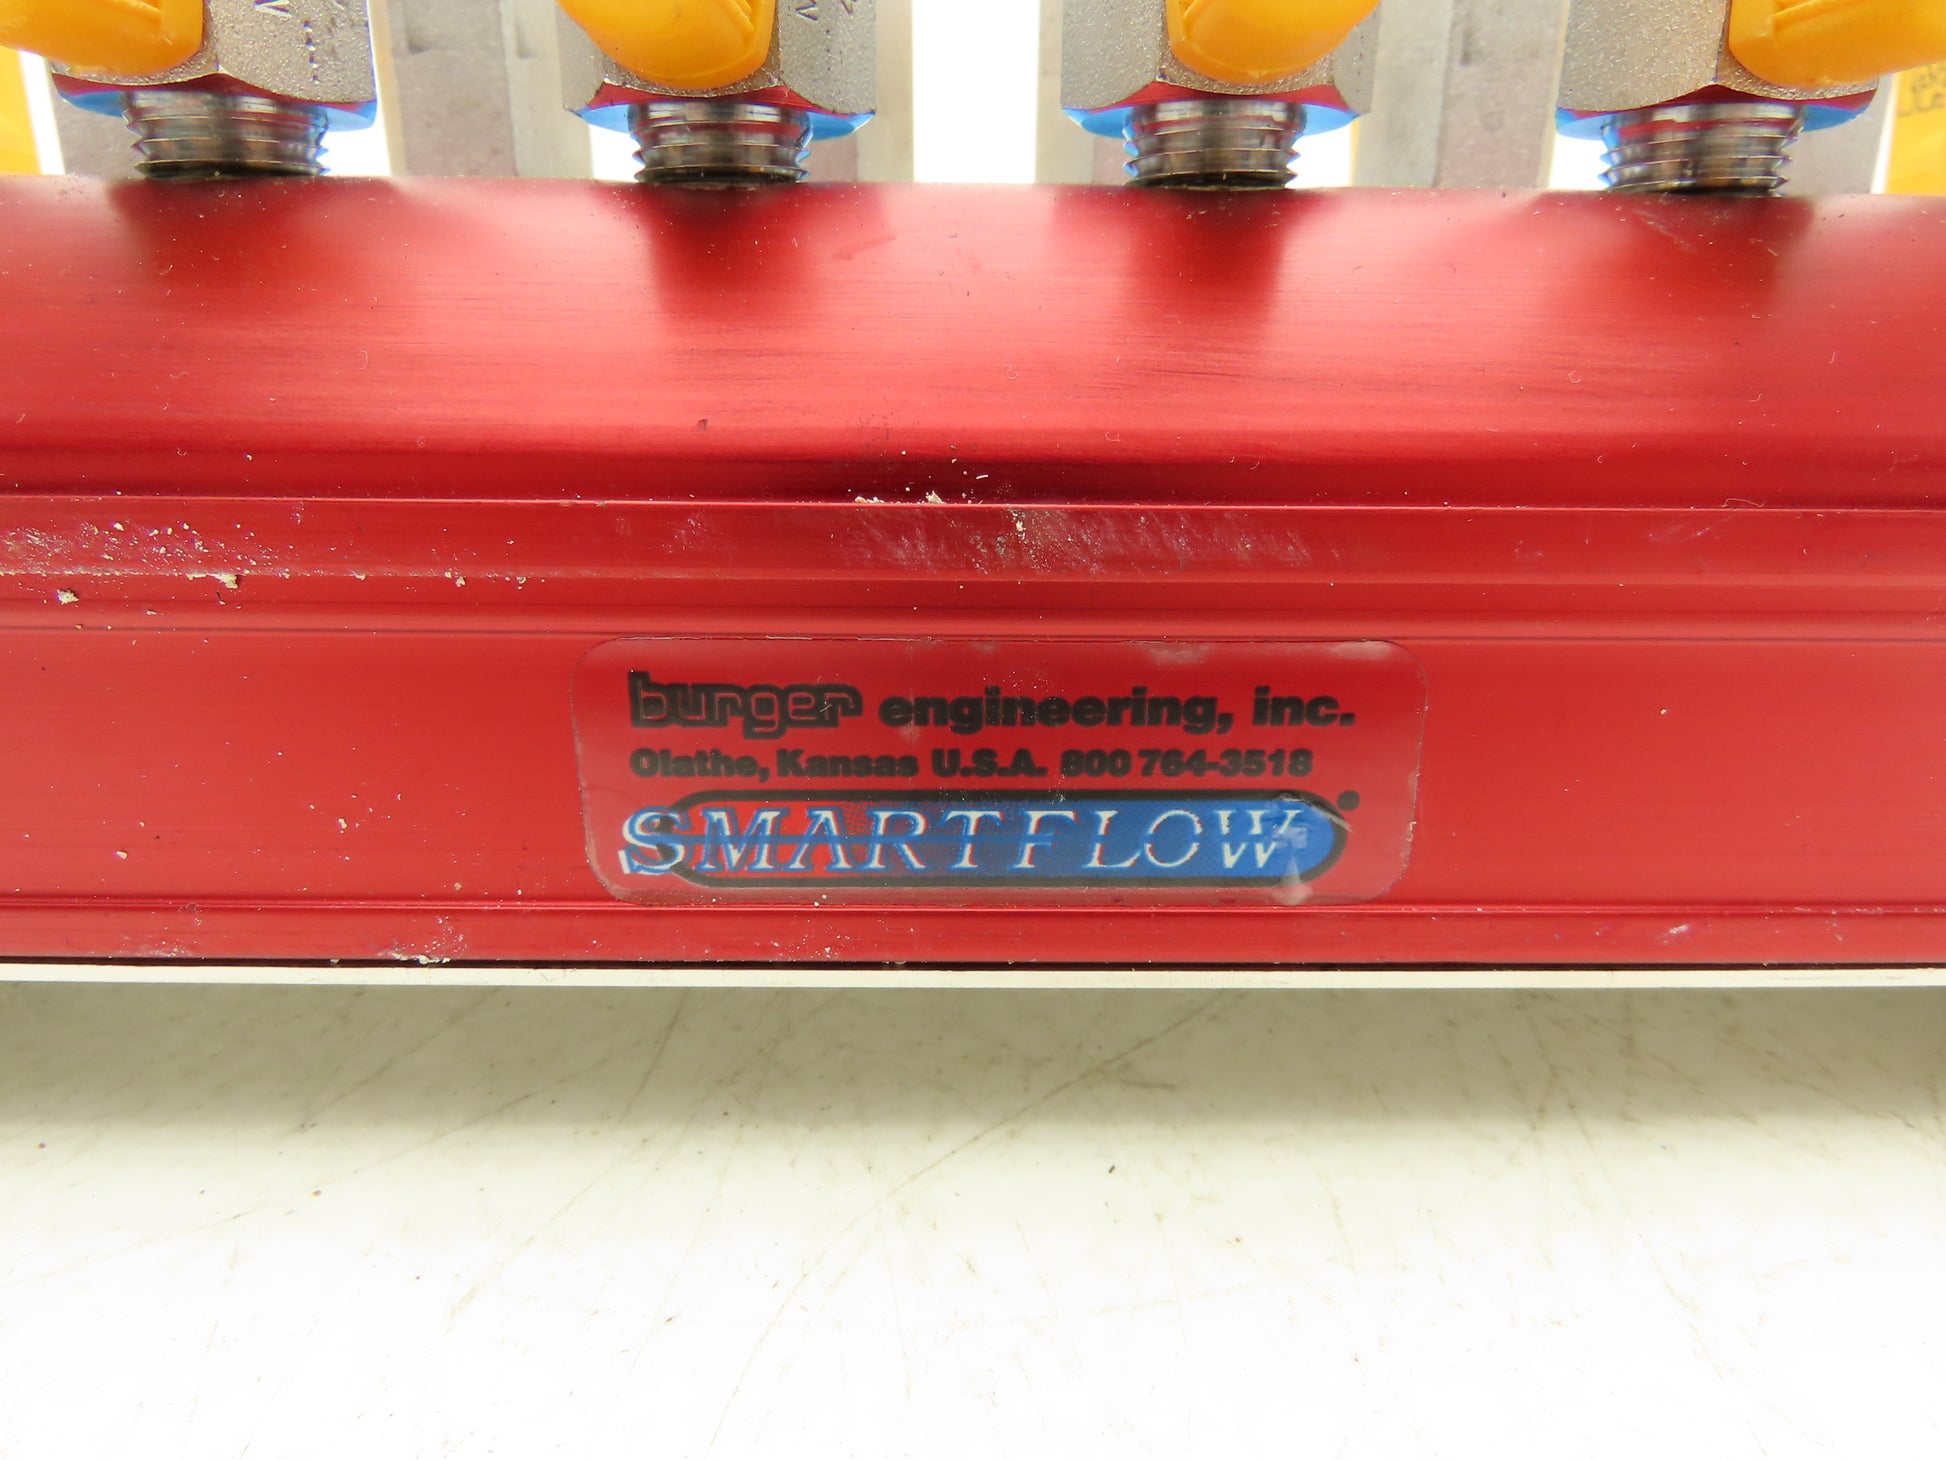 burger engineering, inc.
Olathe, Kansas U.S.A. 800 764-3518
SMARTFLOW